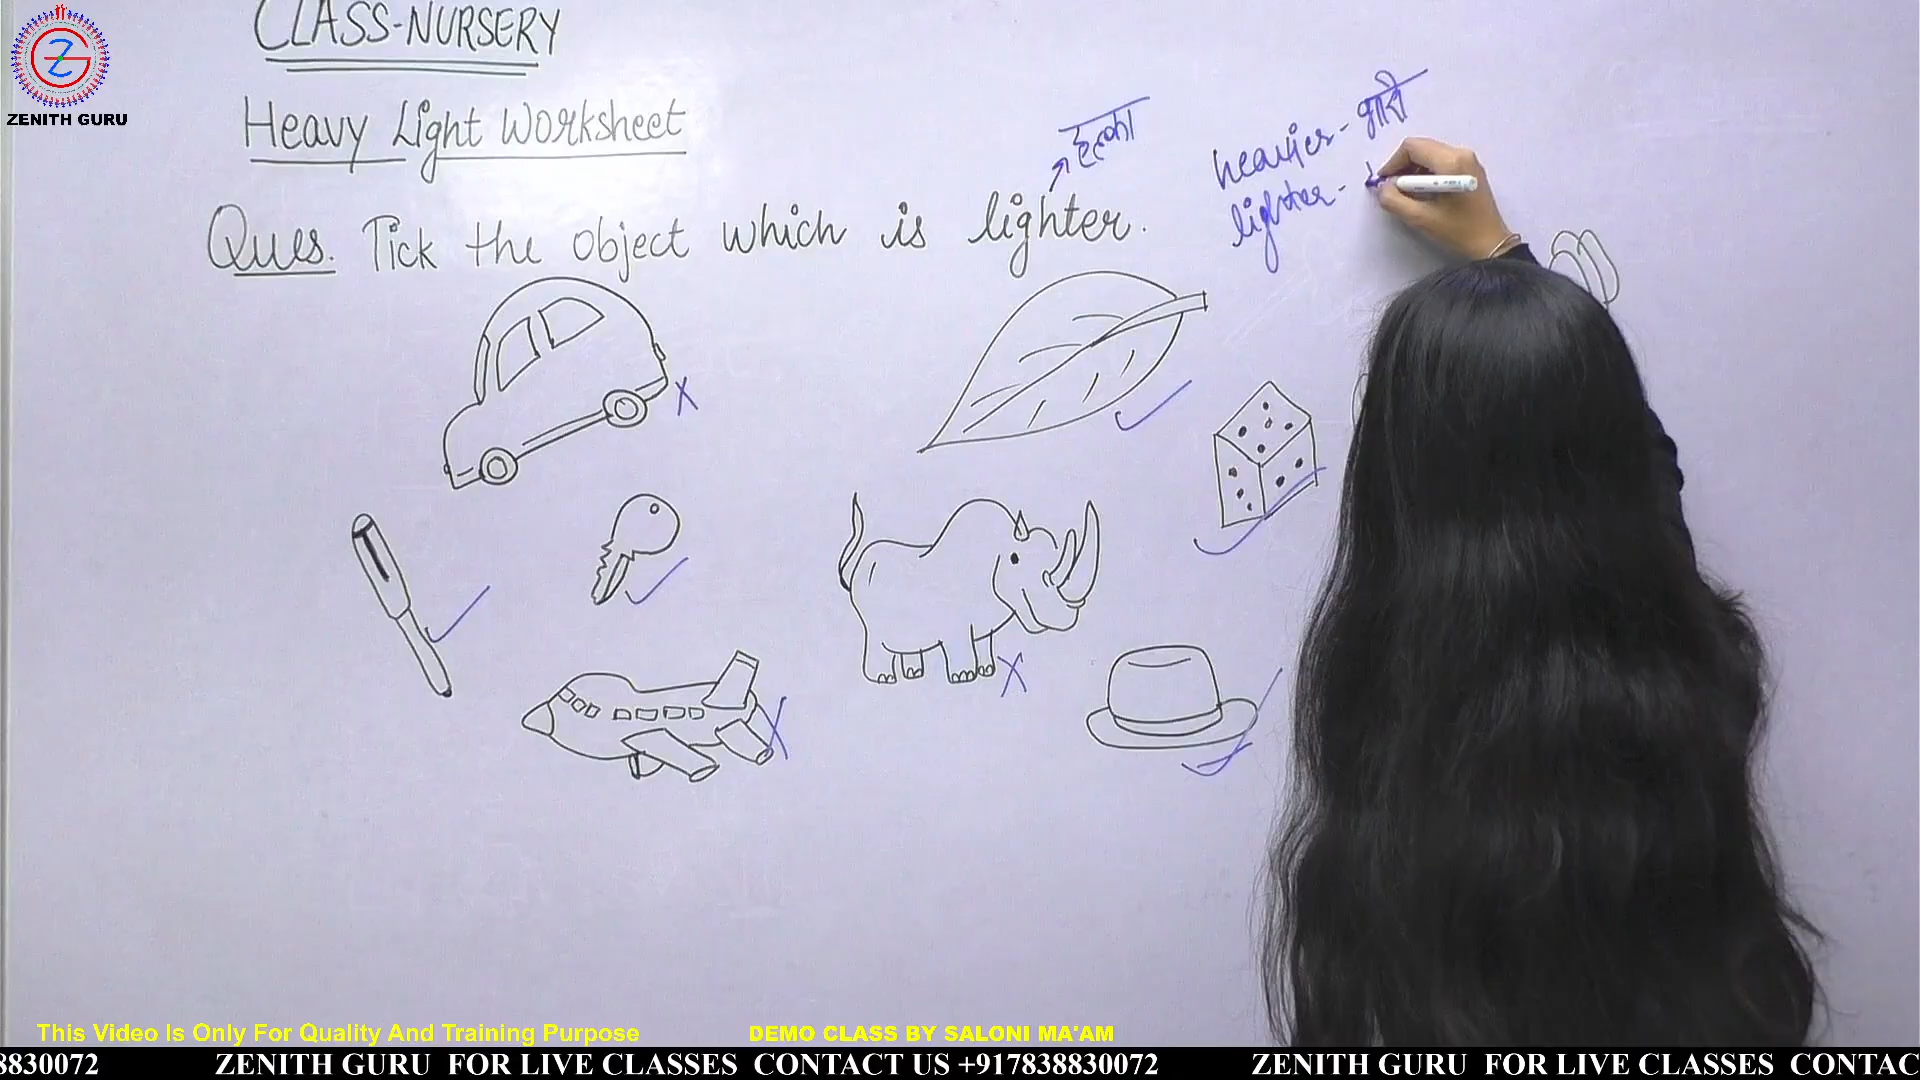 CLASS-NURSERY
ZENITH GURU
Heavy Light Worksheet
हल्का
heavier - भारी
lighter -
Ques. Tick the object which is lighter.
This Video Is Only For Quality And Training Purpose
DEMO CLASS BY SALONI MA'AM
8830072 ZENITH GURU FOR LIVE CLASSES CONTACT US +917838830072 ZENITH GURU FOR LIVE CLASSES CONTAC